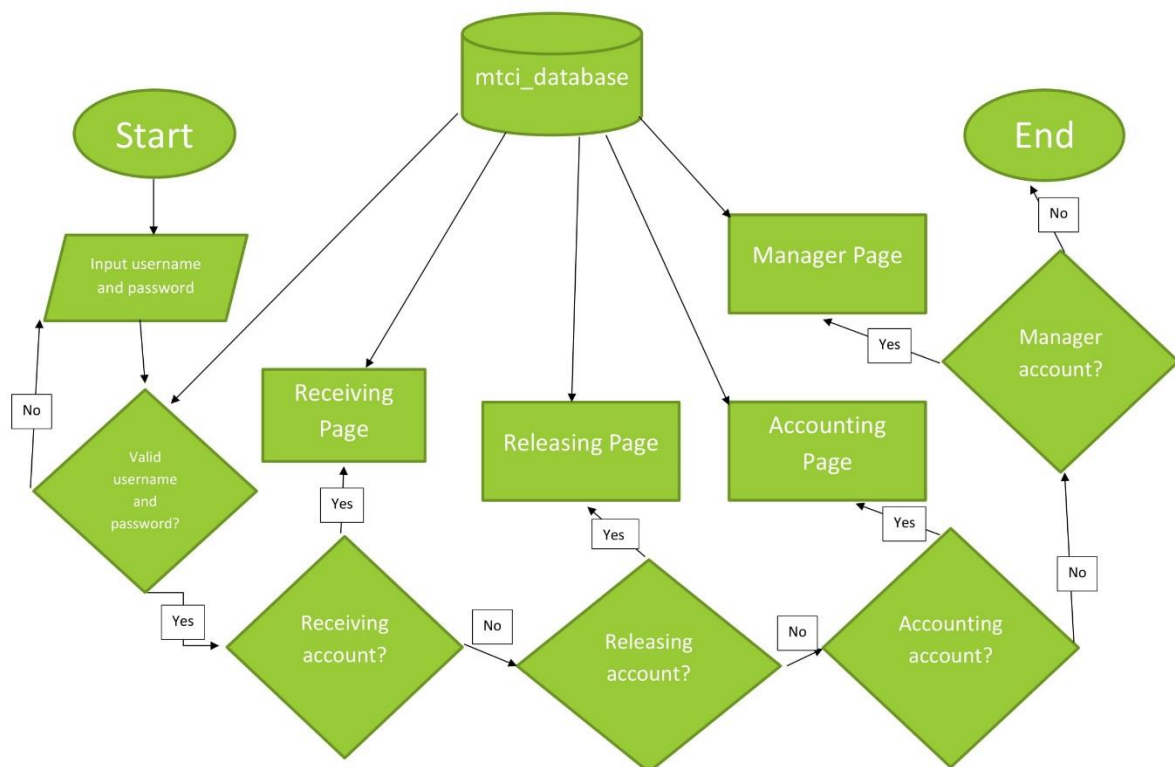 mtci_database
Start
End
Input username
and password
Manager Page
No
Manager
account?
Yes
No
Receiving
Page
Releasing Page
Accounting
Page
Valid
username
and
password?
Yes
Yes
Yes
No
Yes
Receiving
account?
No
Releasing
account?
No
Accounting
account?